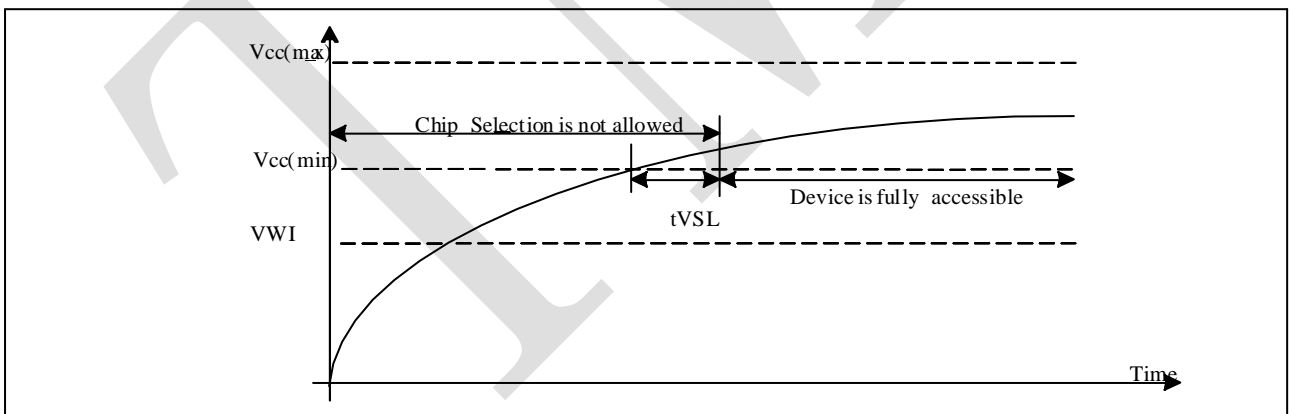 Vcc(max)
Chip Selection is not allowed
Vcc(min)
Device is fully accessible
tVSL
VWI
Time